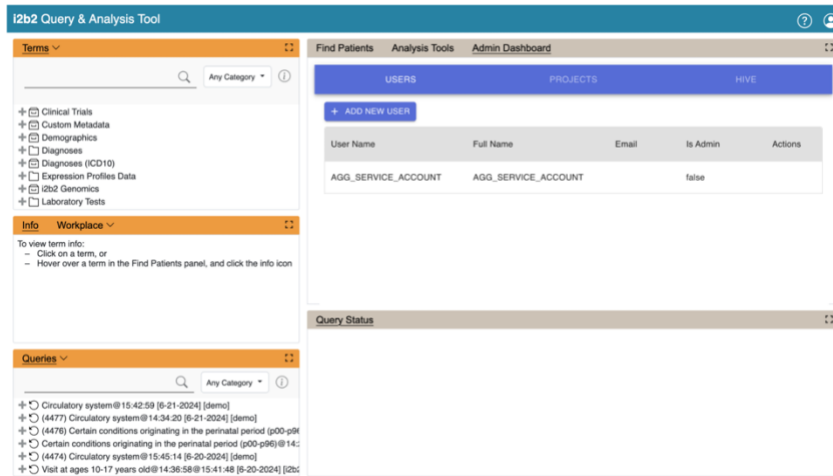 i2b2 Query & Analysis Tool
Terms
Any Category
Clinical Trials
Custom Metadata
Demographics
Diagnoses
Diagnoses (ICD10)
Expression Profiles Data
i2b2 Genomics
Laboratory Tests
Info Workplace
To view term info:
– Click on a term, or
– Hover over a term in the Find Patients panel, and click the info icon
Queries
Any Category
Circulatory system@15:42:59 [6-21-2024] [demo]
(4477) Circulatory system@14:34:20 [6-21-2024] [demo]
(4476) Certain conditions originating in the perinatal period (p00-p96
Certain conditions originating in the perinatal period (p00-p96)@14:
(4474) Circulatory system@15:45:14 [6-20-2024] [demo]
Visit at ages 10-17 years old@14:36:58@15:41:48 [6-20-2024] [i2b2
Find Patients Analysis Tools Admin Dashboard
USERS PROJECTS HIVE
+ ADD NEW USER
User Name Full Name Email Is Admin Actions
AGG_SERVICE_ACCOUNT AGG_SERVICE_ACCOUNT false
Query Status